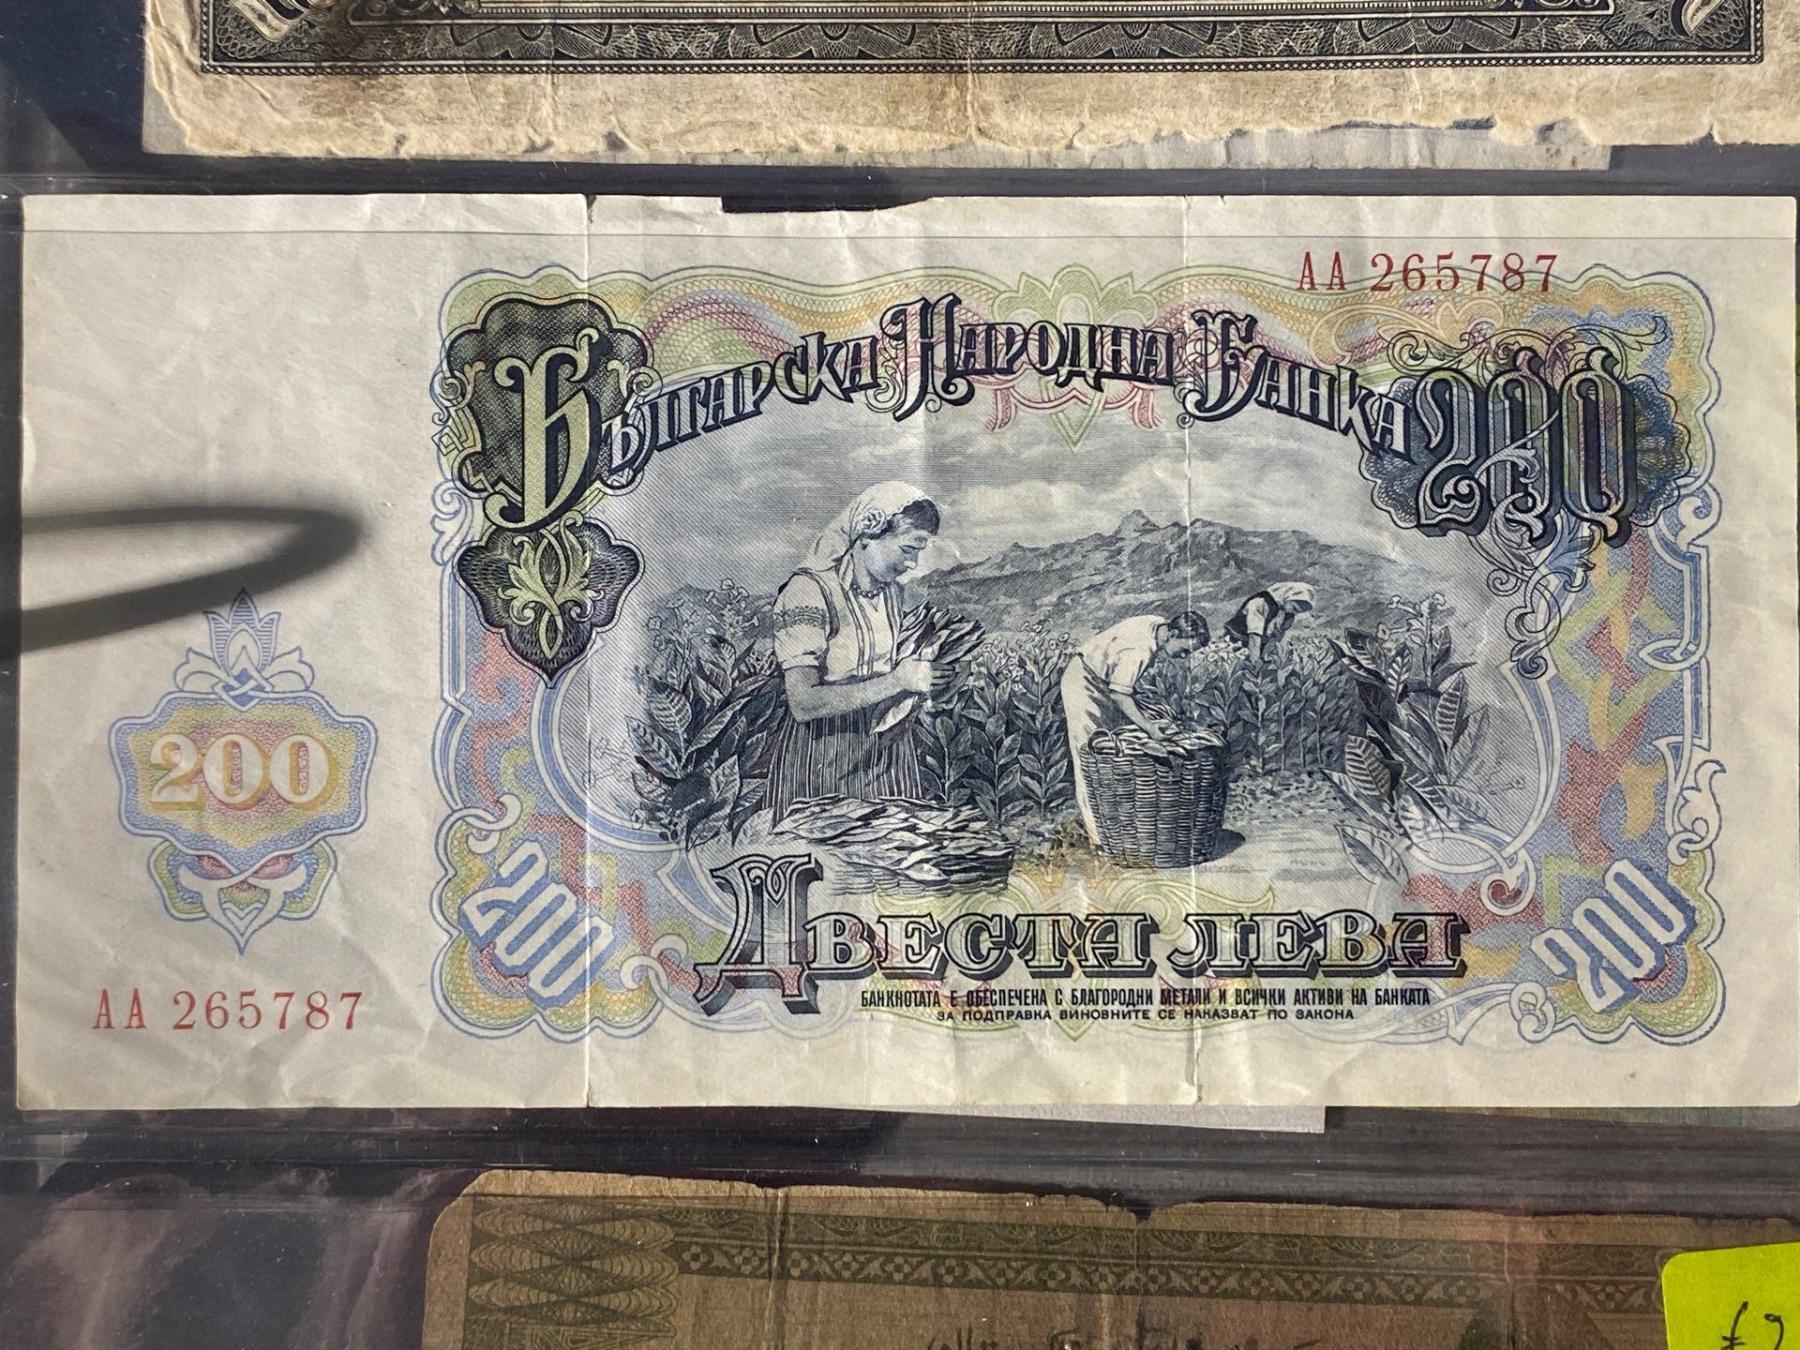 АА 265787
Българска Народна Банка
200
200
200
200
Двеста лева
АА 265787
БАНКНОТАТА Е ОБЕСПЕЧЕНА С БЛАГОРОДНИ МЕТАЛИ И ВСИЧКИ АКТИВИ НА БАНКАТА
ЗА ПОДПРАВКА ВИНОВНИТЕ СЕ НАКАЗВАТ ПО ЗАКОНА